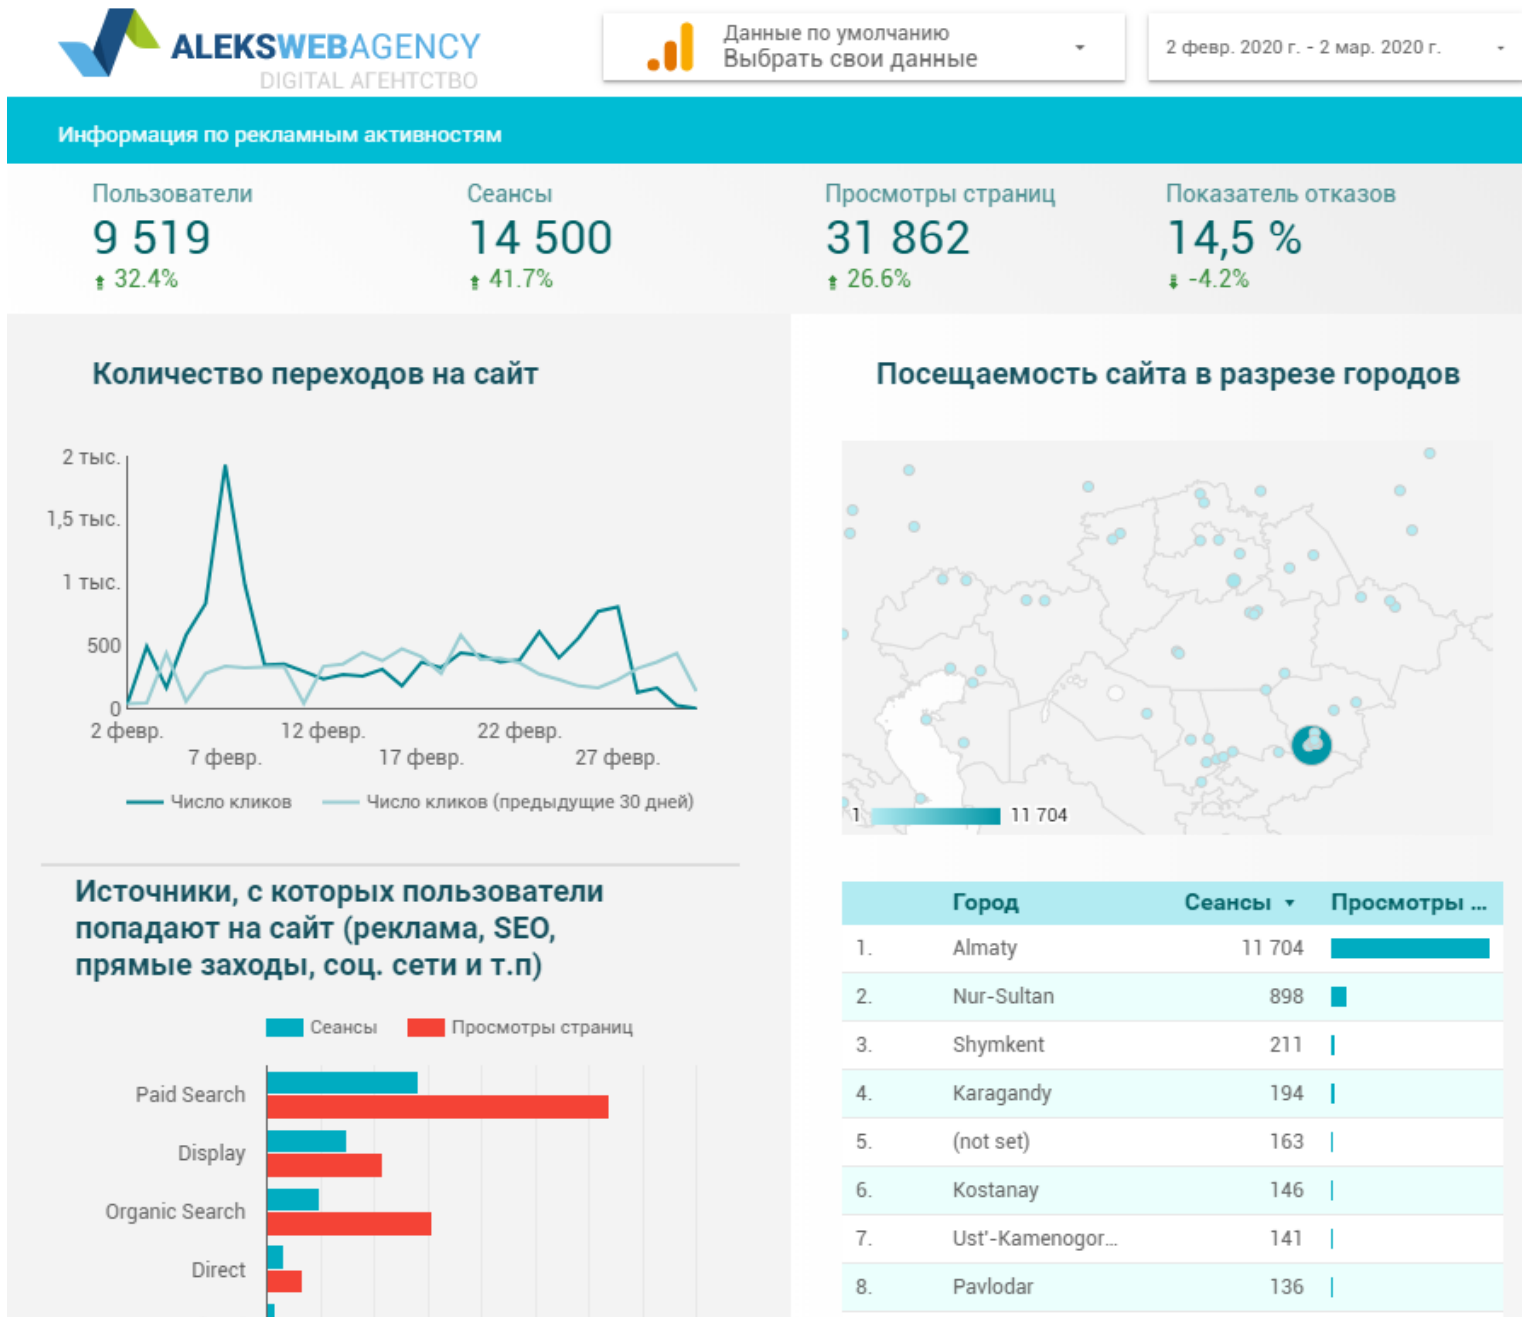 ALEKSWEBAGENCY
DIGITAL АГЕНТСТВО
Данные по умолчанию
Выбрать свои данные
2 февр. 2020 г. - 2 мар. 2020 г.
Информация по рекламным активностям
Пользователи
9 519
32.4%
Сеансы
14 500
41.7%
Просмотры страниц
31 862
26.6%
Показатель отказов
14,5 %
-4.2%
Количество переходов на сайт
2 тыс.
1,5 тыс.
1 тыс.
500
0
2 февр.
7 февр.
12 февр.
17 февр.
22 февр.
27 февр.
Число кликов
Число кликов (предыдущие 30 дней)
Источники, с которых пользователи
попадают на сайт (реклама, SEO,
прямые заходы, соц. сети и т.п)
Сеансы Просмотры страниц
Paid Search
Display
Organic Search
Direct
Посещаемость сайта в разрезе городов
1 11 704
Город Сеансы Просмотры ...
1. Almaty 11 704
2. Nur-Sultan 898
3. Shymkent 211
4. Karagandy 194
5. (not set) 163
6. Kostanay 146
7. Ust'-Kamenogor... 141
8. Pavlodar 136